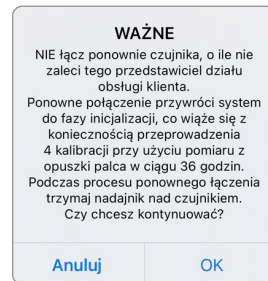 WAŻNE
NIE łącz ponownie czujnika, o ile nie
zaleci tego przedstawiciel działu
obsługi klienta.
Ponowne połączenie przywróci system
do fazy inicjalizacji, co wiąże się z
koniecznością przeprowadzenia
4 kalibracji przy użyciu pomiaru z
opuszki palca w ciągu 36 godzin.
Podczas procesu ponownego łączenia
trzymaj nadajnik nad czujnikiem.
Czy chcesz kontynuować?
Anuluj
OK